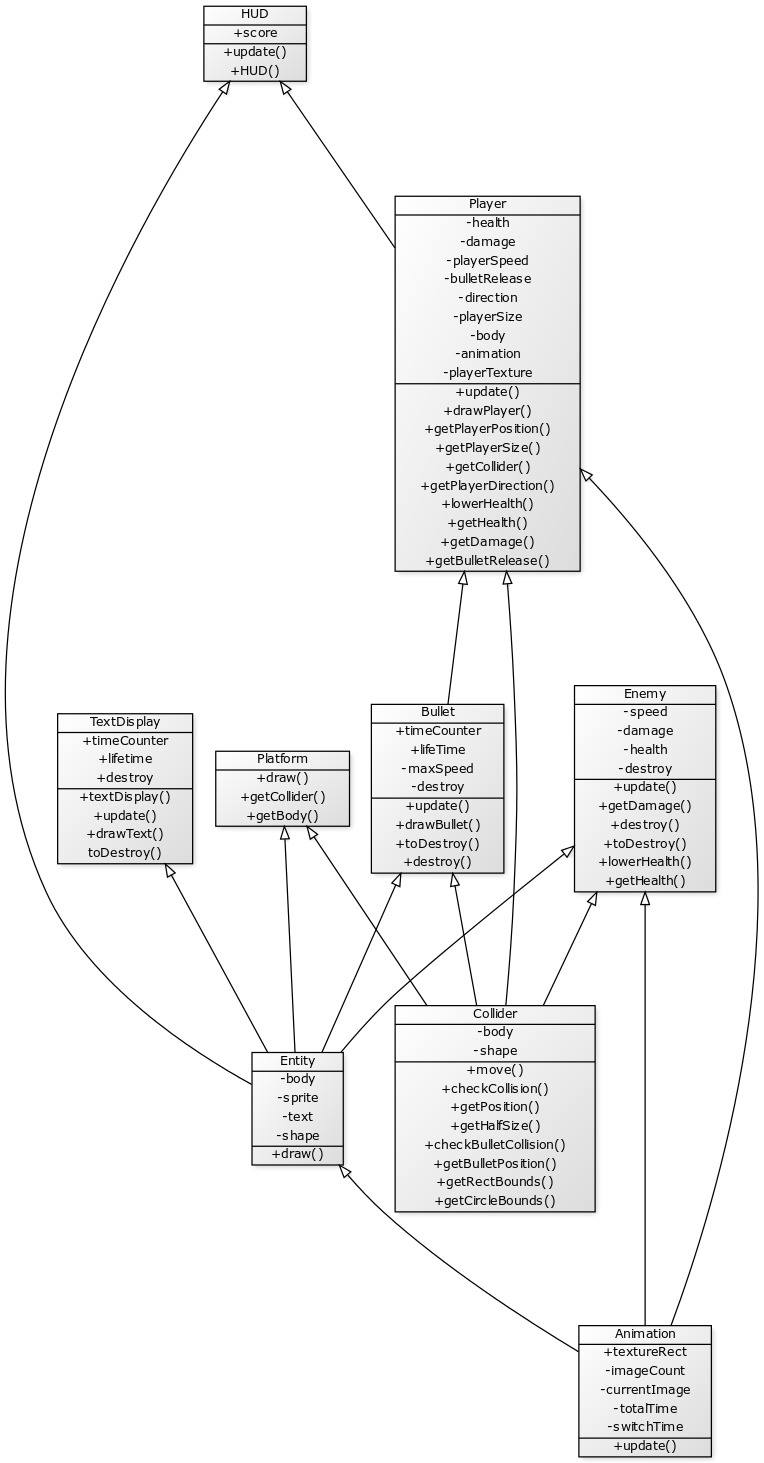 HUD
+score
+update()
+HUD()
Player
-health
-damage
-playerSpeed
-bulletRelease
-direction
-playerSize
-body
-animation
-playerTexture
+update()
+drawPlayer()
+getPlayerPosition()
+getPlayerSize()
+getCollider()
+getPlayerDirection()
+lowerHealth()
+getHealth()
+getDamage()
+getBulletRelease()
TextDisplay
+timeCounter
+lifetime
+destroy
+textDisplay()
+update()
+drawText()
toDestroy()
Platform
+draw()
+getCollider()
+getBody()
Bullet
+timeCounter
+lifeTime
-maxSpeed
-destroy
+update()
+drawBullet()
+toDestroy()
+destroy()
Enemy
-speed
-damage
-health
-destroy
+update()
+getDamage()
+destroy()
+toDestroy()
+lowerHealth()
+getHealth()
Entity
-body
-sprite
-text
-shape
+draw()
Collider
-body
-shape
+move()
+checkCollision()
+getPosition()
+getHalfSize()
+checkBulletCollision()
+getBulletPosition()
+getRectBounds()
+getCircleBounds()
Animation
+textureRect
-imageCount
-currentImage
-totalTime
-switchTime
+update()